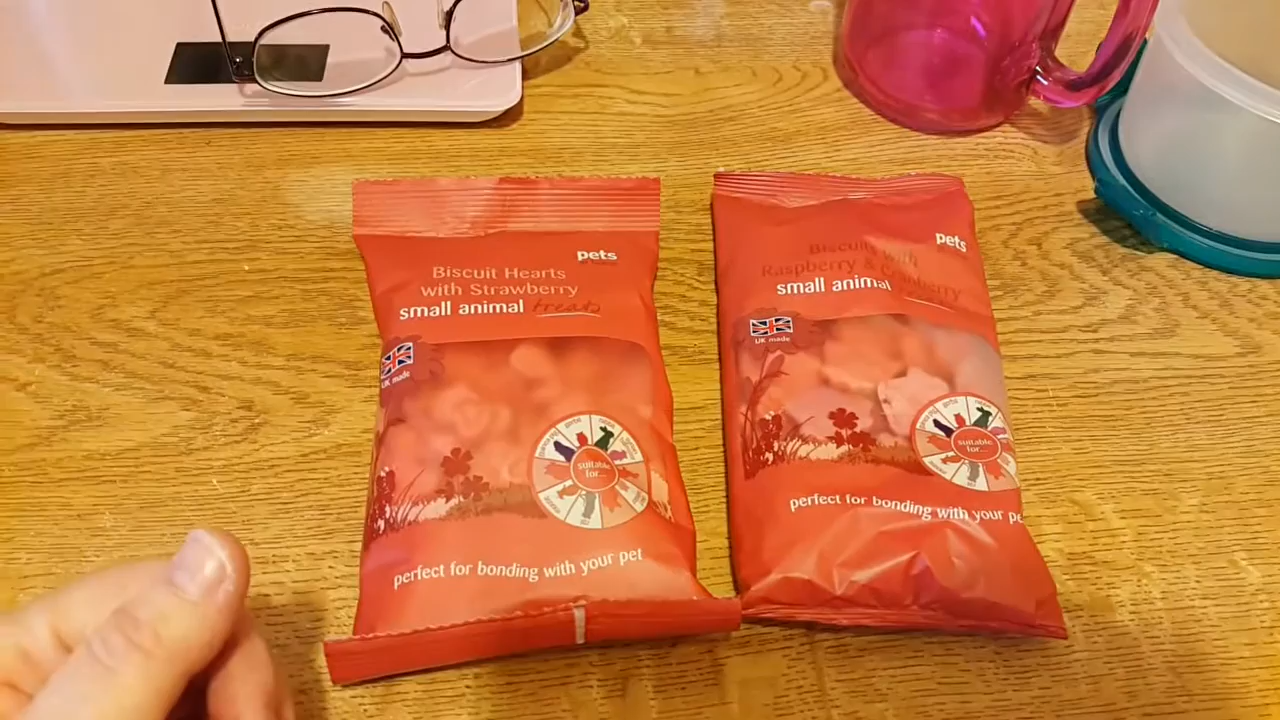 pets
Biscuit Hearts
with Strawberry
small animal treats
UK made
suitable
for...
perfect for bonding with your pet
pets
Biscuits with
Raspberry & Cranberry
small animal
UK made
suitable
for...
perfect for bonding with your pe